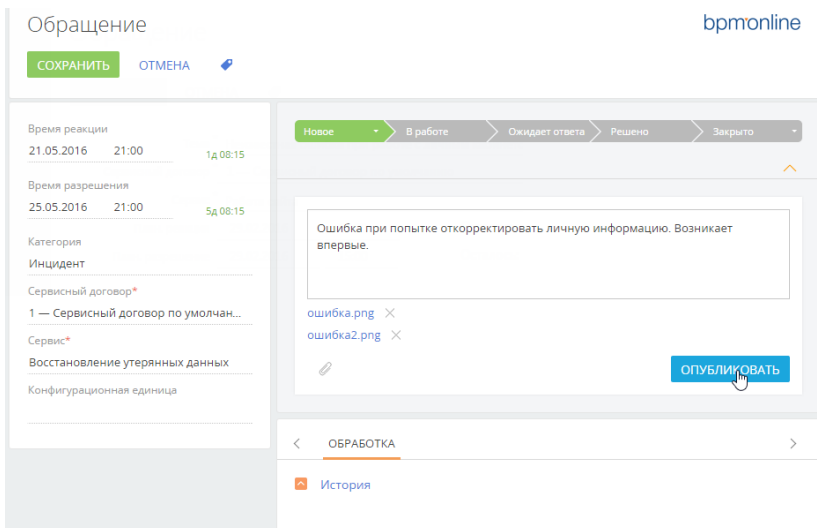 Обращение
bpm'online
СОХРАНИТЬ
ОТМЕНА
Время реакции
21.05.2016 21:00 1д 08:15
Время разрешения
25.05.2016 21:00 5д 08:15
Категория
Инцидент
Сервисный договор*
1 — Сервисный договор по умолчан...
Сервис*
Восстановление утерянных данных
Конфигурационная единица
Новое
В работе
Ожидает ответа
Решено
Закрыто
Ошибка при попытке откорректировать личную информацию. Возникает
впервые.
ошибка.png
ошибка2.png
ОПУБЛИКОВАТЬ
ОБРАБОТКА
История